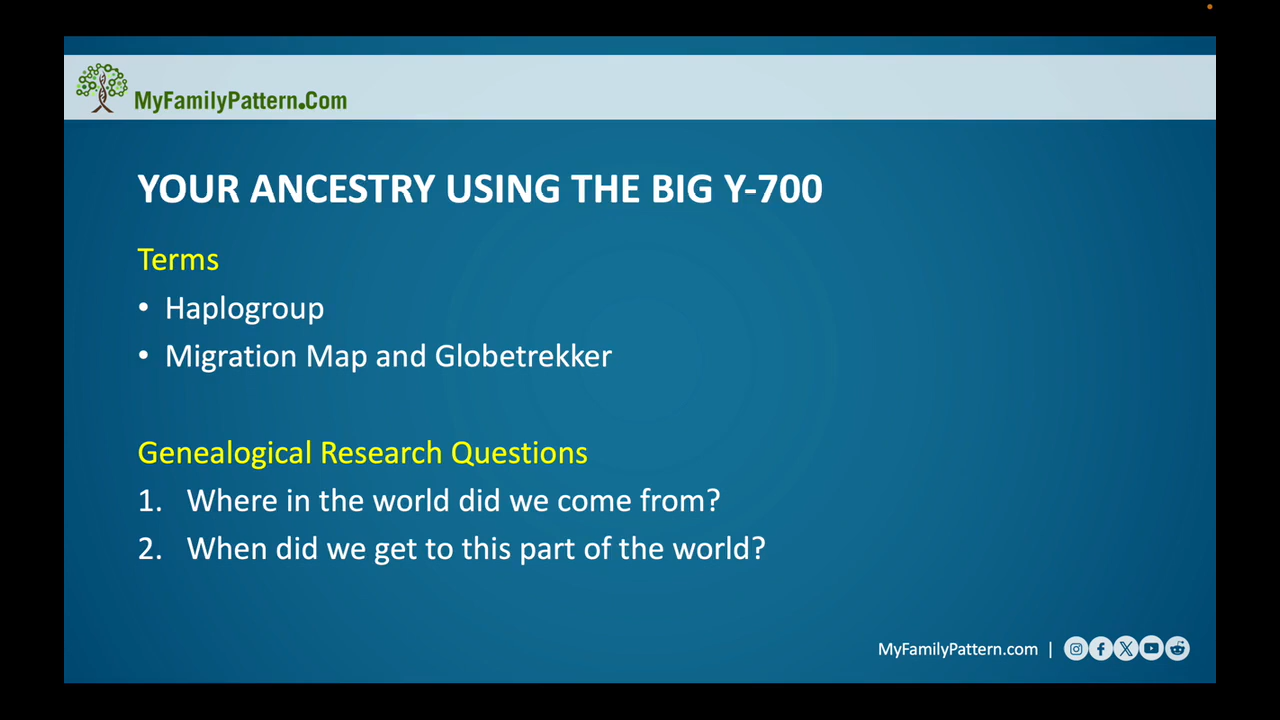 MyFamilyPattern.Com
YOUR ANCESTRY USING THE BIG Y-700
Terms
• Haplogroup
• Migration Map and Globetrekker
Genealogical Research Questions
1. Where in the world did we come from?
2. When did we get to this part of the world?
MyFamilyPattern.com |